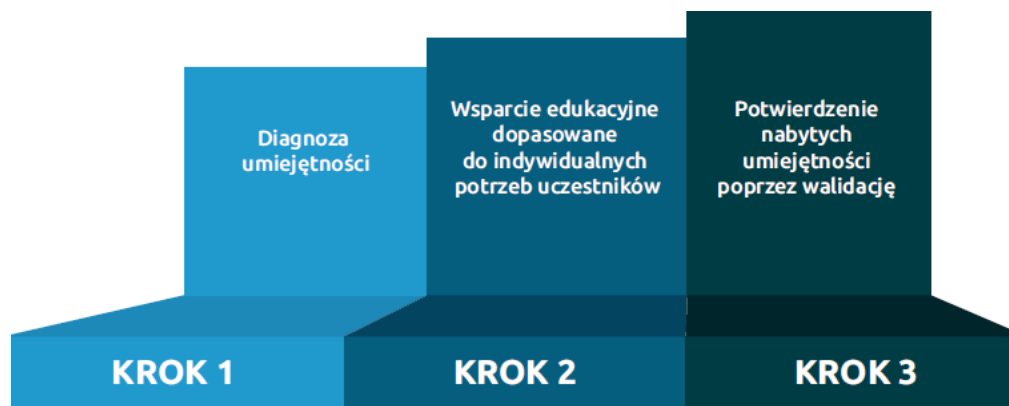 Diagnoza
umiejętności
Wsparcie edukacyjne
dopasowane
do indywidualnych
potrzeb uczestników
Potwierdzenie
nabytych
umiejętności
poprzez walidację
KROK 1
KROK 2
KROK 3